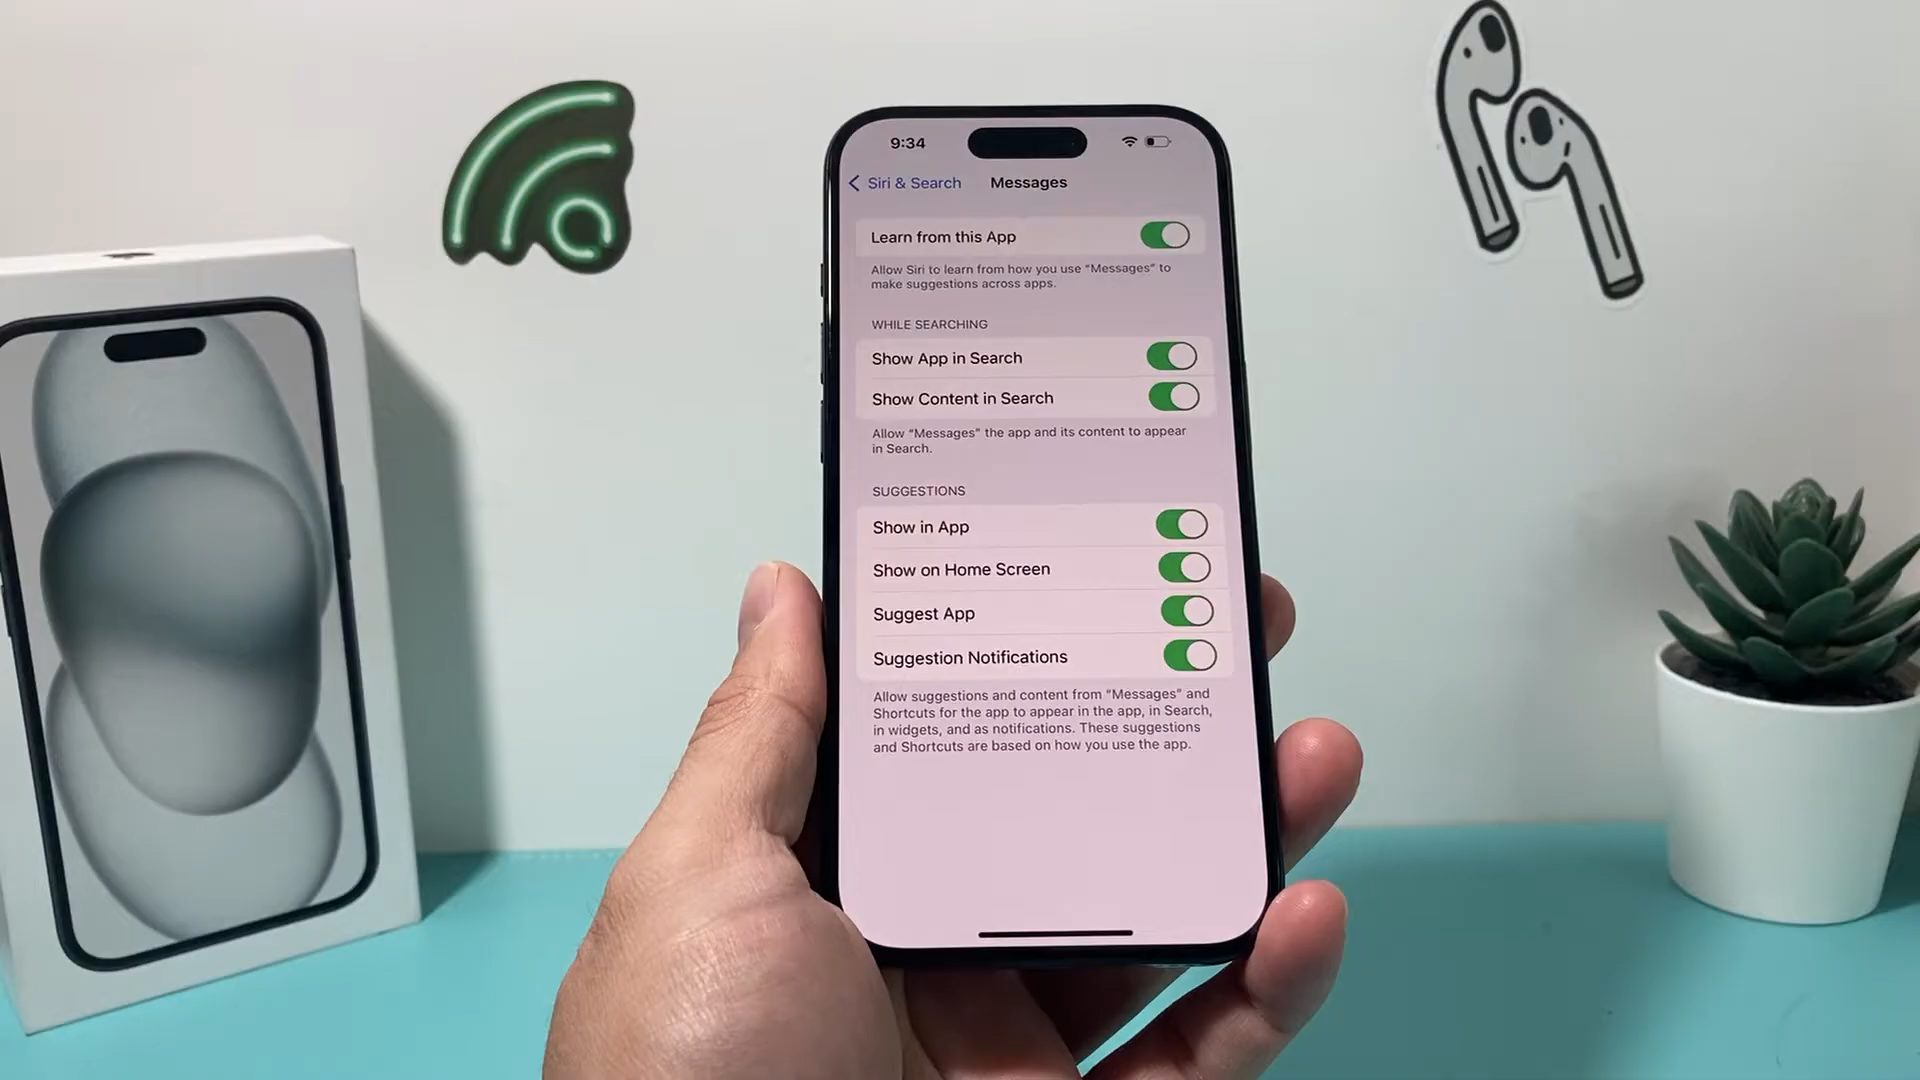 9:34
Siri & Search Messages
Learn from this App
Allow Siri to learn from how you use “Messages” to
make suggestions across apps.
WHILE SEARCHING
Show App in Search
Show Content in Search
Allow “Messages” the app and its content to appear
in Search.
SUGGESTIONS
Show in App
Show on Home Screen
Suggest App
Suggestion Notifications
Allow suggestions and content from “Messages” and
Shortcuts for the app to appear in the app, in Search,
in widgets, and as notifications. These suggestions
and Shortcuts are based on how you use the app.